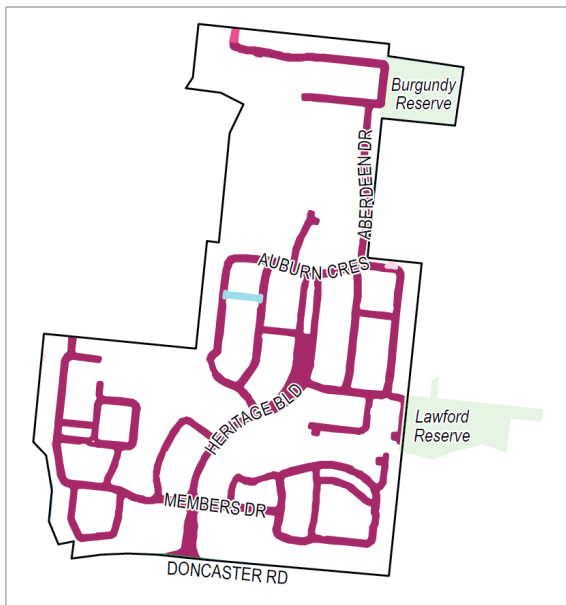 Burgundy
Reserve
ABERDEEN DR
AUBURN CRES
HERITAGE BLD
Lawford
Reserve
MEMBERS DR
DONCASTER RD